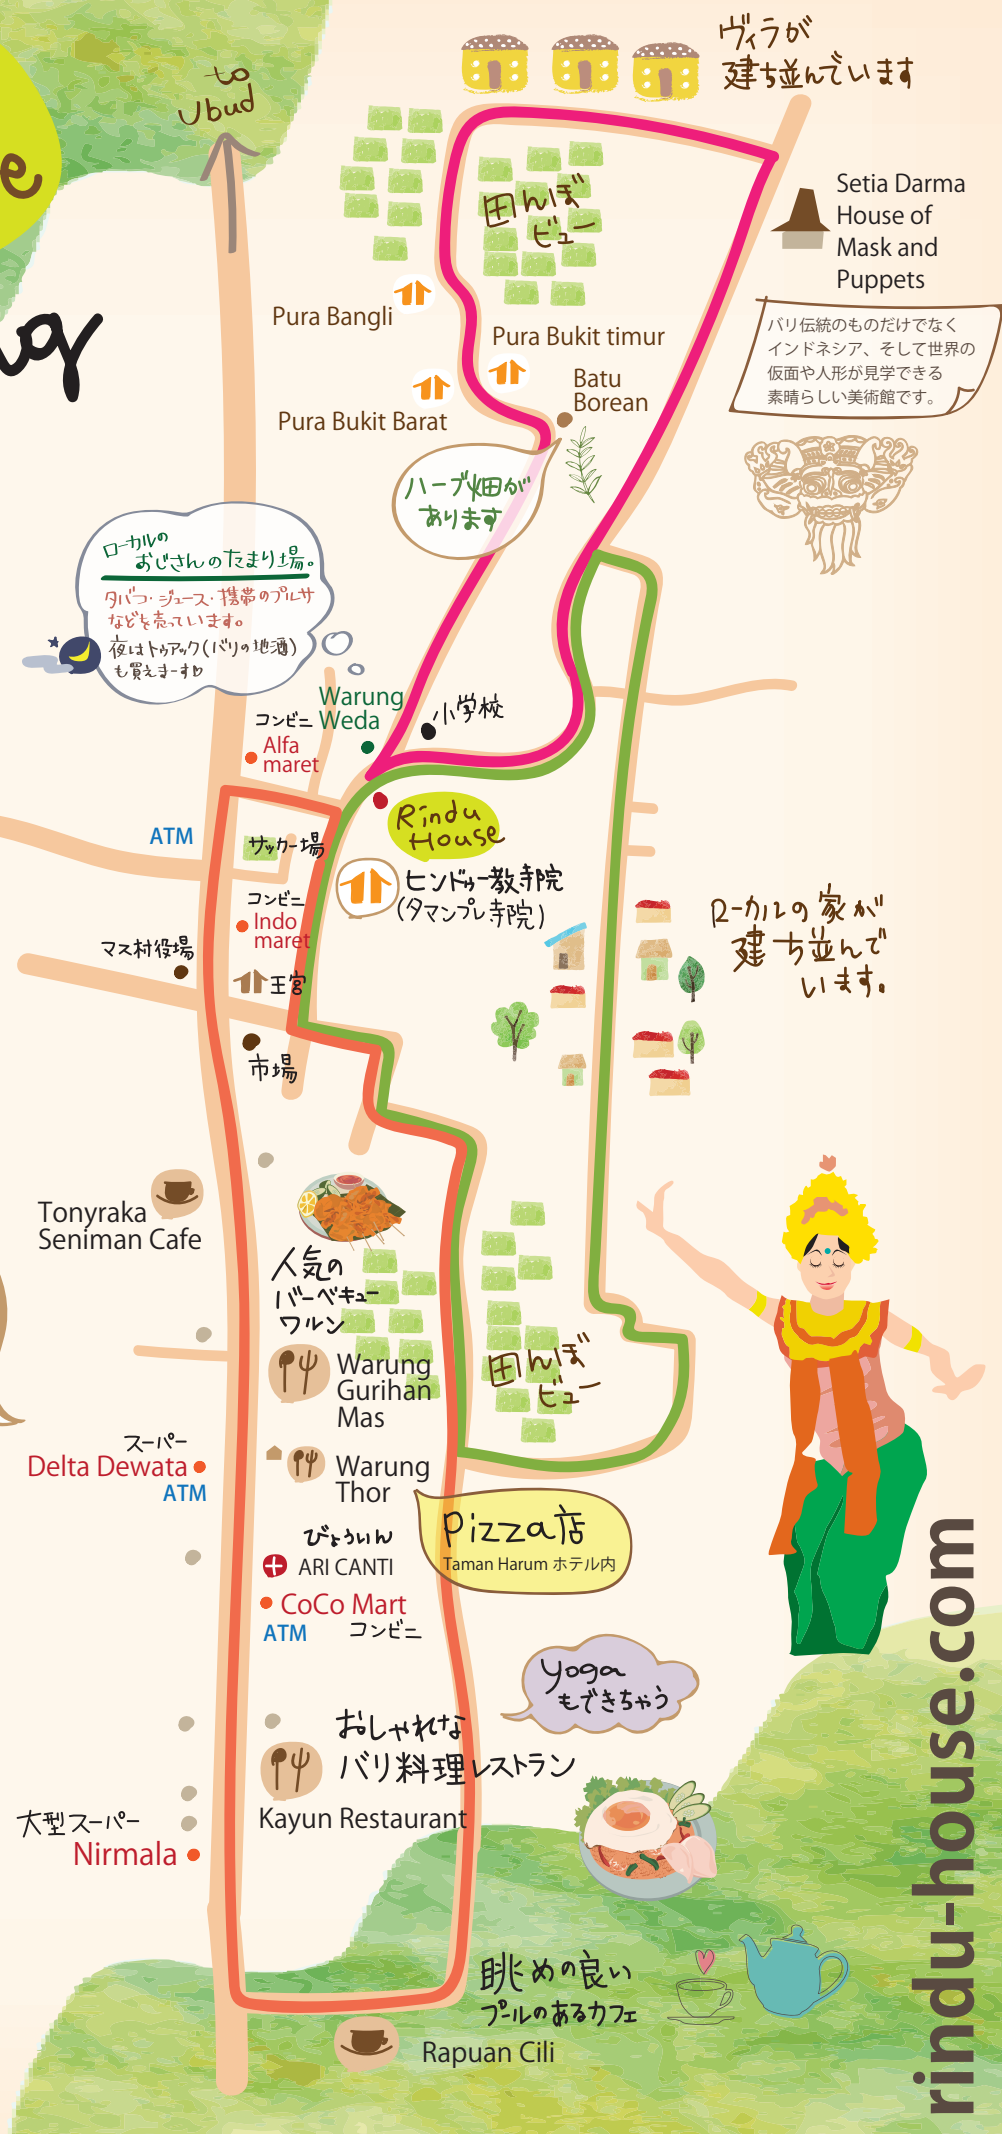 ヴィラが
建ち並んでいます
to
Ubud
e
Setia Darma
House of
Mask and
Puppets
田んぼ
ビュー
Pura Bangli
バリ伝統のものだけでなく
インドネシア、そして世界の
仮面や人形が見学できる
素晴らしい美術館です。
Pura Bukit timur
Batu
Borean
Pura Bukit Barat
ハーブ畑が
あります
ローカルの
おじさんのたまり場。
タバコ・ジュース・携帯のプルサ
などを売っています。
夜はトゥアック(バリの地酒)
も買えまーす
Warung
Weda
小学校
コンビニ
Alfa
maret
Rindu
House
ATM
サッカー場
ヒンドゥー教寺院
(タマンプレ寺院)
コンビニ
Indo
maret
ローカルの家が
建ち並んで
います。
マス村役場
王宮
市場
Tonyraka
Seniman Cafe
人気の
バーベキュー
ワルン
Warung
Gurihan
Mas
田んぼ
ビュー
スーパー
Delta Dewata
ATM
Warung
Thor
Pizza店
Taman Harum ホテル内
びょういん
ARI CANTI
CoCo Mart
ATM
コンビニ
Yoga
もできちゃう
おしゃれな
バリ料理レストラン
Kayun Restaurant
大型スーパー
Nirmala
眺めの良い
プールのあるカフェ
Rapuan Cili
rindu-house.com